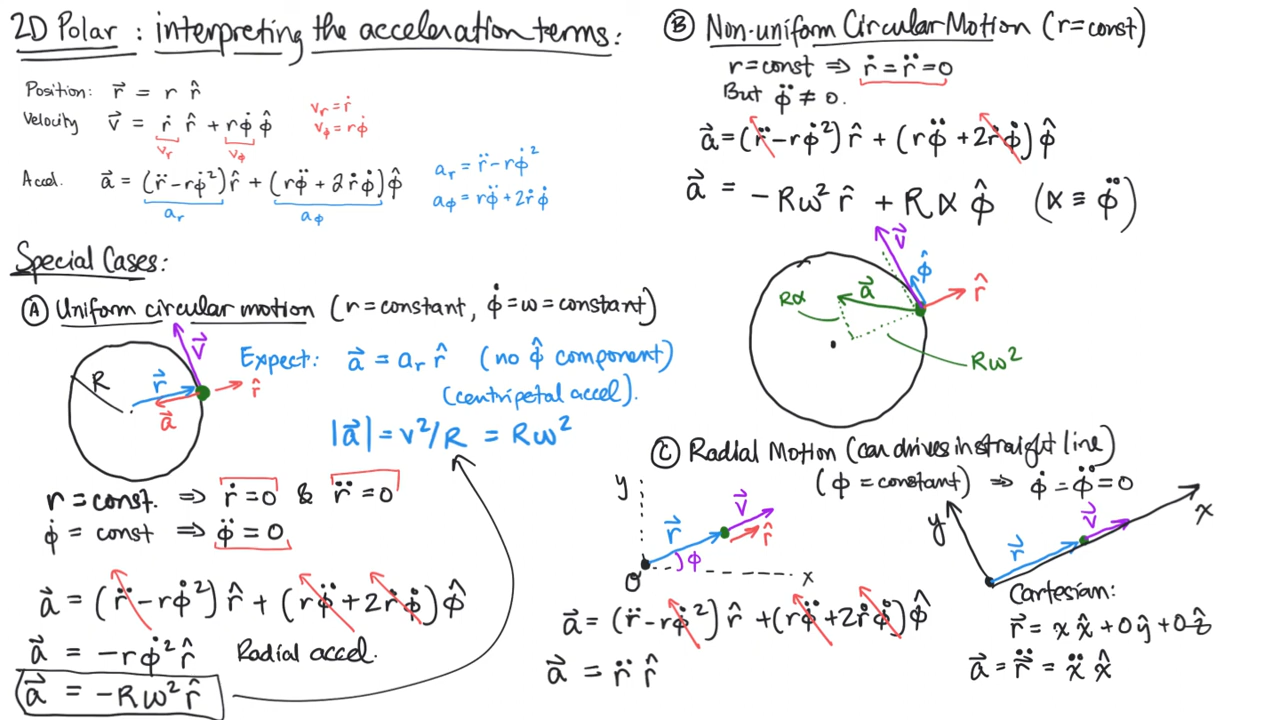 2D Polar : interpreting the acceleration terms:
Position: r⃗ = r r̂
Velocity v⃗ = ṙ r̂ + rφ̇ φ̂
v_r v_φ
v_r = ṙ
v_φ = rφ̇
Accel. a⃗ = (r̈ - rφ̇²) r̂ + (rφ̈ + 2ṙφ̇) φ̂
a_r a_φ
a_r = r̈ - rφ̇²
a_φ = rφ̈ + 2ṙφ̇
Special Cases:
Ⓐ Uniform circular motion (r = constant, φ̇ = ω = constant)
R r⃗ v⃗ a⃗ r̂
Expect: a⃗ = a_r r̂ (no φ̂ component)
(centripetal accel).
|a⃗| = v²/R = Rω²
r = const. ⇒ ṙ = 0 & r̈ = 0
φ̇ = const ⇒ φ̈ = 0
a⃗ = (r̈ - rφ̇²) r̂ + (rφ̈ + 2ṙφ̇) φ̂
a⃗ = -rφ̇² r̂ Radial accel.
a⃗ = -Rω² r̂
Ⓑ Non-uniform Circular Motion (r=const)
r = const ⇒ ṙ = r̈ = 0
But φ̈ ≠ 0.
a⃗ = (r̈ - rφ̇²) r̂ + (rφ̈ + 2ṙφ̇) φ̂
a⃗ = -Rω² r̂ + Rα φ̂ (α ≡ φ̈)
v⃗ φ̂ r̂ a⃗ Rα
Rω²
Ⓒ Radial Motion (car drives in straight line)
(φ = constant) ⇒ φ̇ = φ̈ = 0
y r⃗ v⃗ r̂ φ O x
y r⃗ v⃗ x
a⃗ = (r̈ - rφ̇²) r̂ + (rφ̈ + 2ṙφ̇) φ̂
a⃗ = r̈ r̂
Cartesian:
r⃗ = x x̂ + 0 ŷ + 0 ẑ
a⃗ = r⃗̈ = ẍ x̂